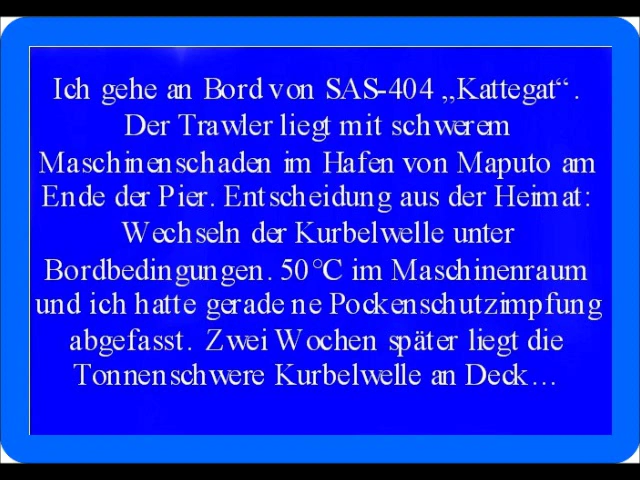 Ich gehe an Bord von SAS-404 „Kattegat“.
Der Trawler liegt mit schwerem
Maschinenschaden im Hafen von Maputo am
Ende der Pier. Entscheidung aus der Heimat:
Wechseln der Kurbelwelle unter
Bordbedingungen. 50°C im Maschinenraum
und ich hatte gerade ne Pockenschutzimpfung
abgefasst. Zwei Wochen später liegt die
Tonnenschwere Kurbelwelle an Deck…